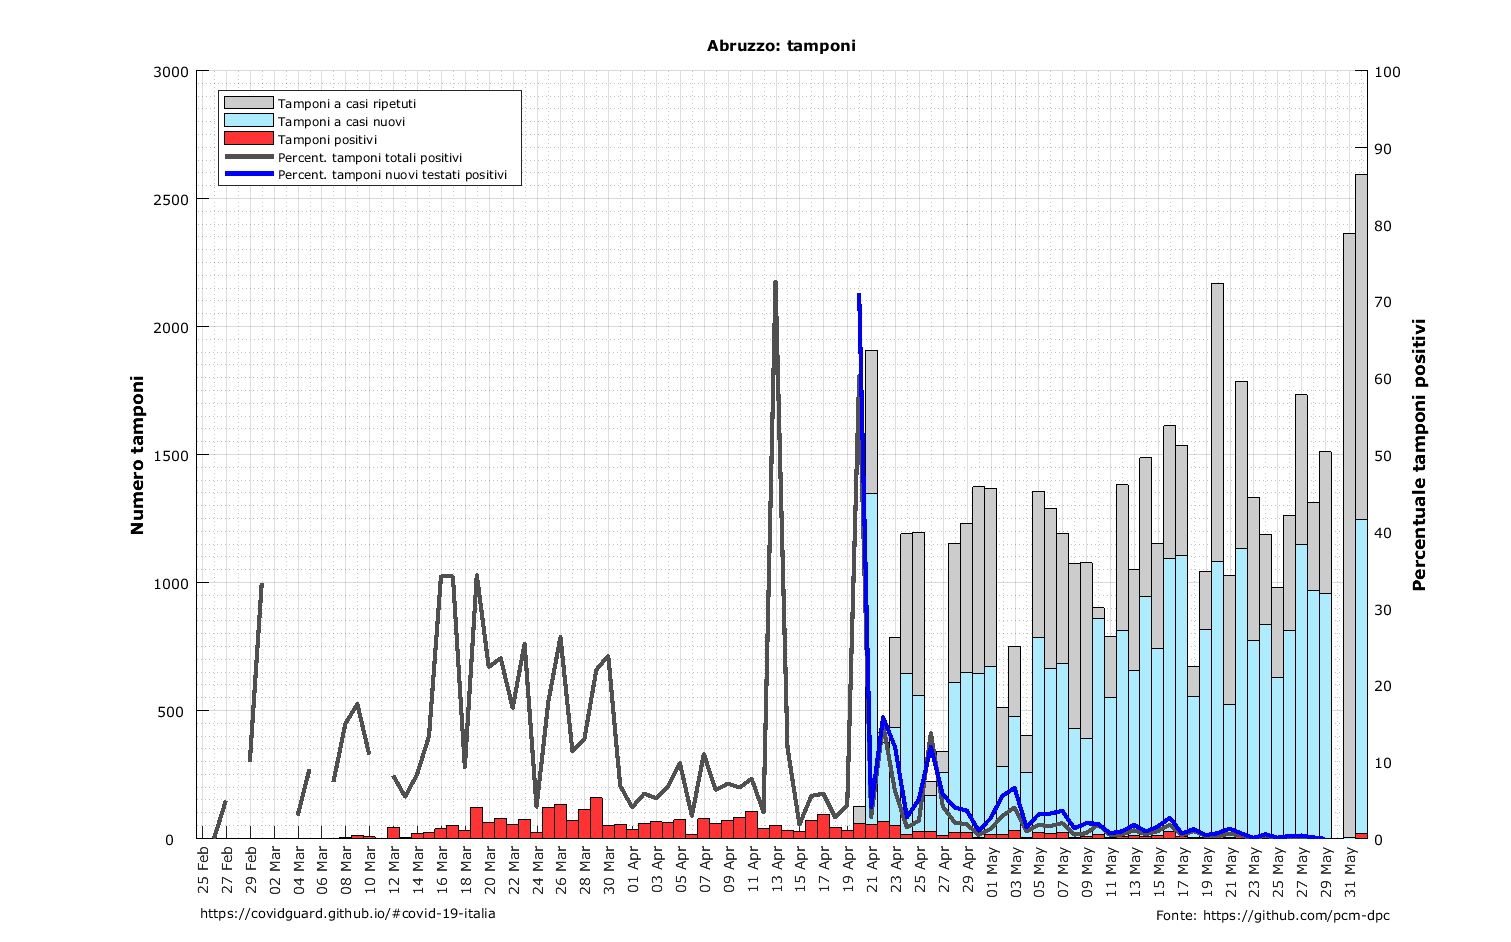 Abruzzo: tamponi
Tamponi a casi ripetuti
Tamponi a casi nuovi
Tamponi positivi
Percent. tamponi totali positivi
Percent. tamponi nuovi testati positivi
Numero tamponi
3000
2500
2000
1500
1000
500
0
Percentuale tamponi positivi
100
90
80
70
60
50
40
30
20
10
0
25 Feb
27 Feb
29 Feb
02 Mar
04 Mar
06 Mar
08 Mar
10 Mar
12 Mar
14 Mar
16 Mar
18 Mar
20 Mar
22 Mar
24 Mar
26 Mar
28 Mar
30 Mar
01 Apr
03 Apr
05 Apr
07 Apr
09 Apr
11 Apr
13 Apr
15 Apr
17 Apr
19 Apr
21 Apr
23 Apr
25 Apr
27 Apr
29 Apr
01 May
03 May
05 May
07 May
09 May
11 May
13 May
15 May
17 May
19 May
21 May
23 May
25 May
27 May
29 May
31 May
https://covidguard.github.io/#covid-19-italia
Fonte: https://github.com/pcm-dpc